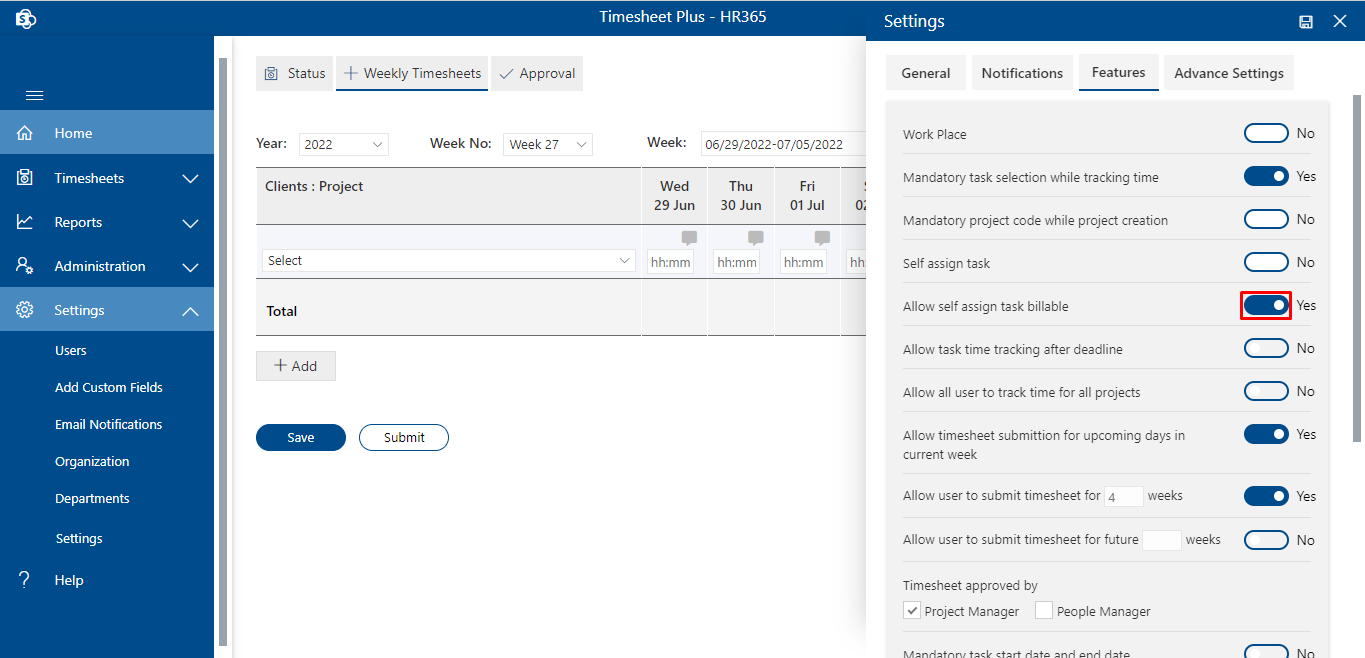 Timesheet Plus - HR365
Home
Timesheets
Reports
Administration
Settings
Users
Add Custom Fields
Email Notifications
Organization
Departments
Settings
? Help
Status
Weekly Timesheets
Approval
Year: 2022 Week No: Week 27 Week: 06/29/2022-07/05/2022
Clients : Project Wed Thu Fri
29 Jun 30 Jun 01 Jul 02
Select hh:mm hh:mm hh:mm hh:
Total
+ Add
Save Submit
Settings
General Notifications Features Advance Settings
Work Place No
Mandatory task selection while tracking time Yes
Mandatory project code while project creation No
Self assign task No
Allow self assign task billable Yes
Allow task time tracking after deadline No
Allow all user to track time for all projects No
Allow timesheet submittion for upcoming days in Yes
current week
Allow user to submit timesheet for 4 weeks Yes
Allow user to submit timesheet for future weeks No
Timesheet approved by
Project Manager People Manager
Mandatory task start date and end date No